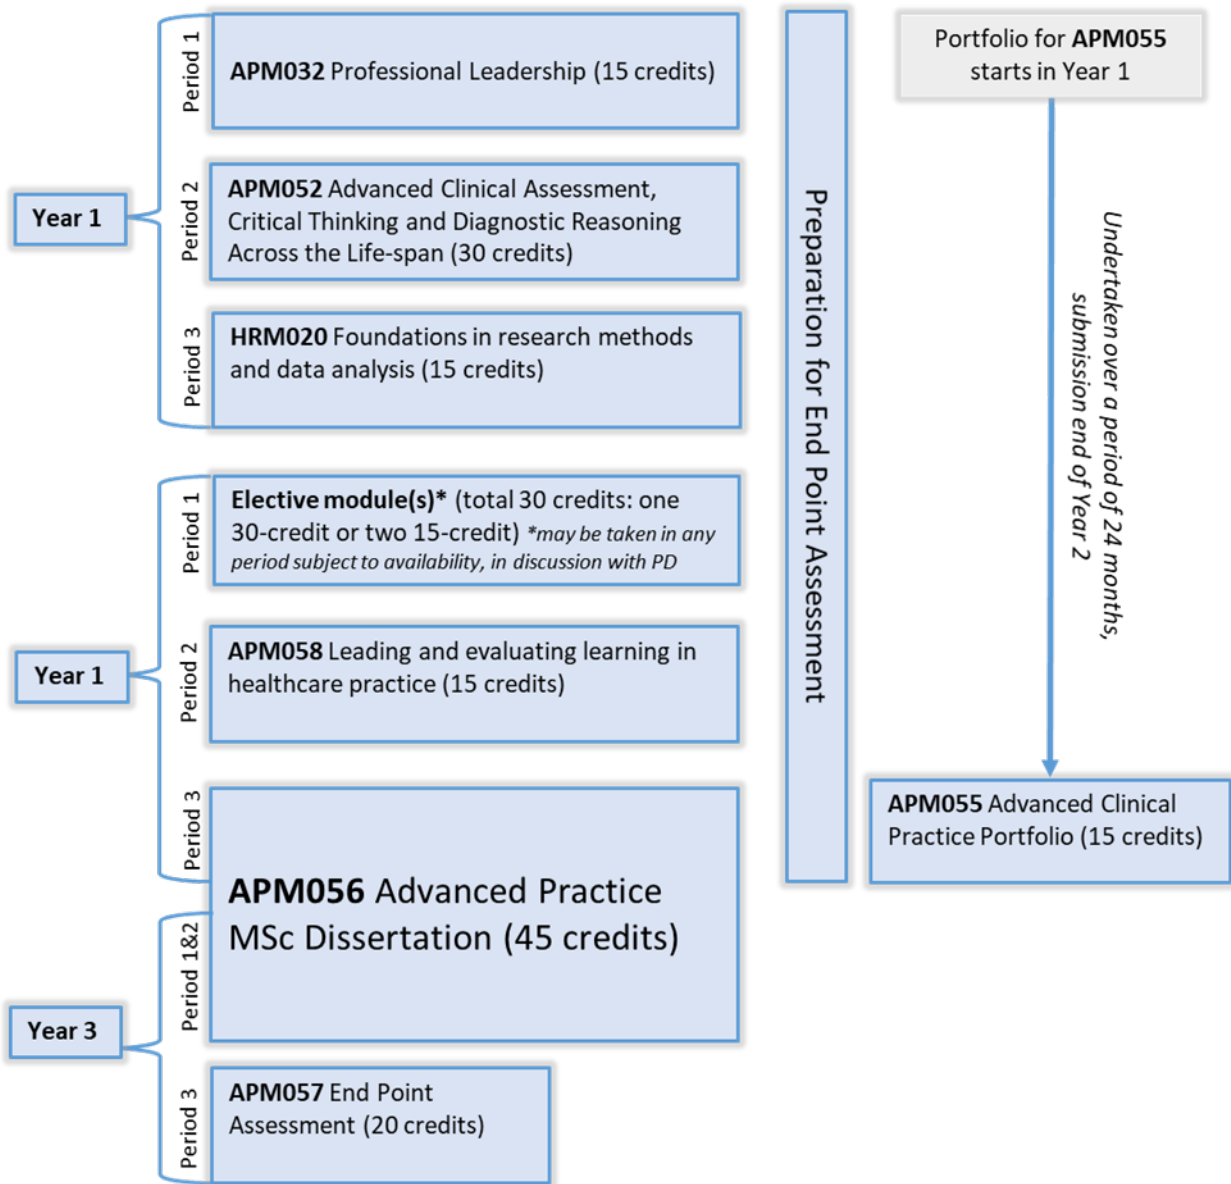 Year 1
Period 1
APM032 Professional Leadership (15 credits)
Period 2
APM052 Advanced Clinical Assessment,
Critical Thinking and Diagnostic Reasoning
Across the Life-span (30 credits)
Period 3
HRM020 Foundations in research methods
and data analysis (15 credits)
Year 1
Period 1
Elective module(s)* (total 30 credits: one
30-credit or two 15-credit) *may be taken in any
period subject to availability, in discussion with PD
Period 2
APM058 Leading and evaluating learning in
healthcare practice (15 credits)
Period 3
APM056 Advanced Practice
MSc Dissertation (45 credits)
Year 3
Period 1&2
Period 3
APM057 End Point
Assessment (20 credits)
Preparation for End Point Assessment
Portfolio for APM055
starts in Year 1
Undertaken over a period of 24 months,
submission end of Year 2
APM055 Advanced Clinical
Practice Portfolio (15 credits)